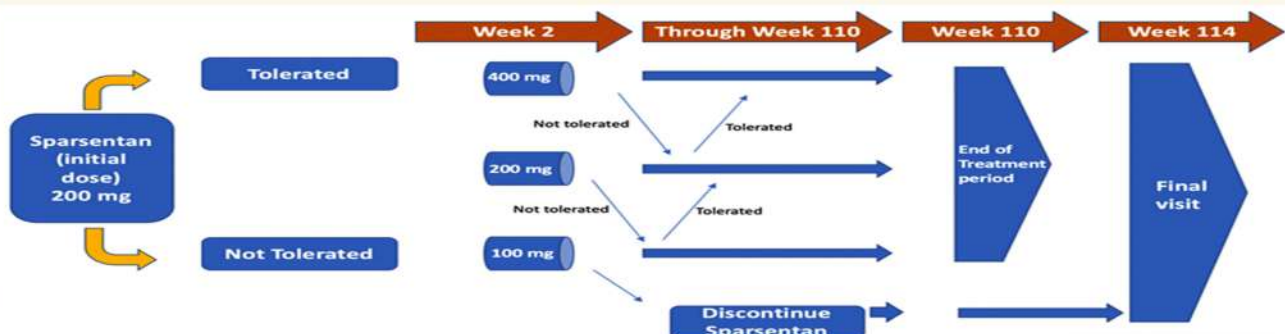 Week 2
Through Week 110
Week 110
Week 114
Tolerated
400 mg
Not tolerated
Tolerated
Sparsentan
(initial
dose)
200 mg
200 mg
End of
Treatment
period
Final
visit
Not tolerated
Tolerated
Not Tolerated
100 mg
Discontinue
Sparsentan